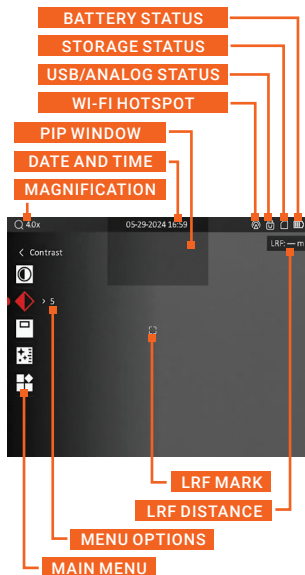 BATTERY STATUS
STORAGE STATUS
USB/ANALOG STATUS
WI-FI HOTSPOT
PIP WINDOW
DATE AND TIME
MAGNIFICATION
4.0x 05-29-2024 16:59
LRF: — m
< Contrast
> 5
LRF MARK
LRF DISTANCE
MENU OPTIONS
MAIN MENU